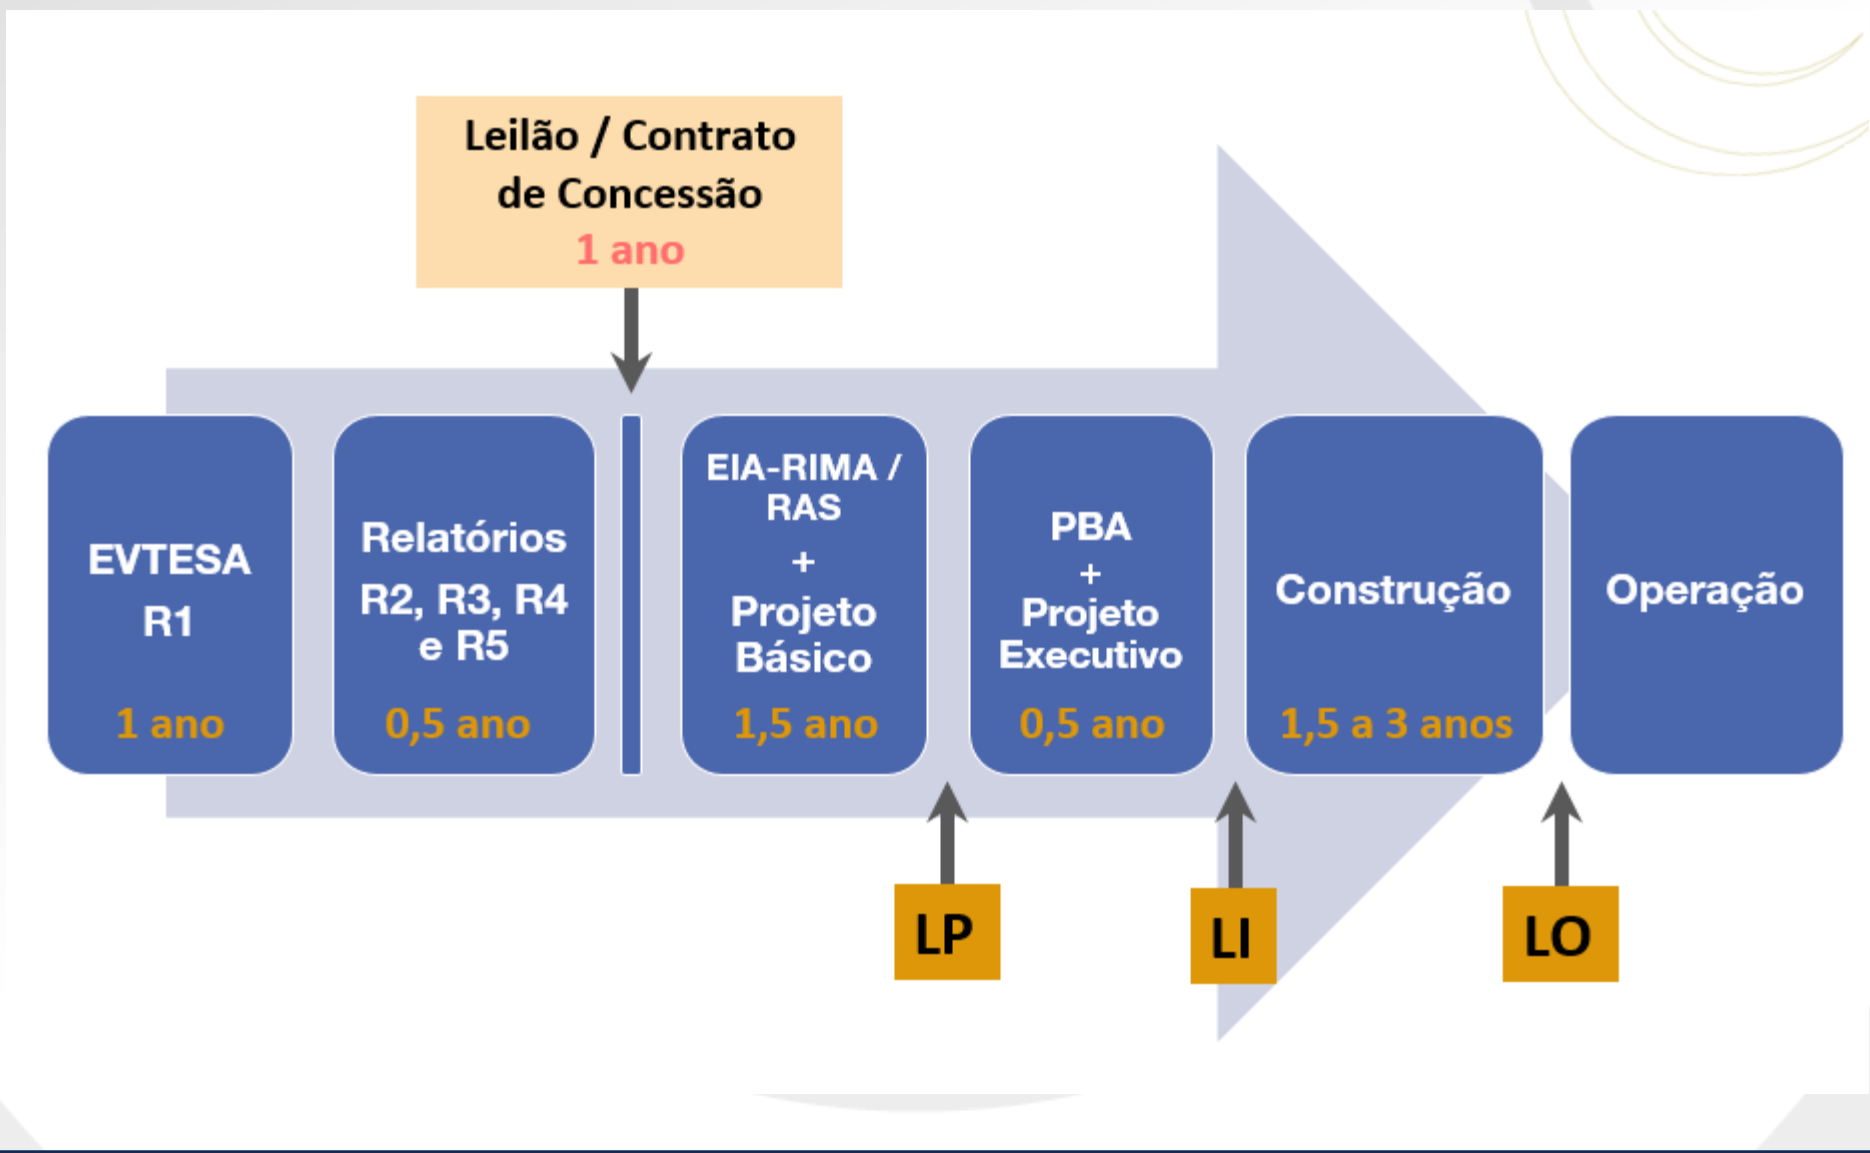 Leilão / Contrato
de Concessão
1 ano
EVTESA
R1
1 ano
Relatórios
R2, R3, R4
e R5
0,5 ano
EIA-RIMA /
RAS
+
Projeto
Básico
1,5 ano
PBA
+
Projeto
Executivo
0,5 ano
Construção
1,5 a 3 anos
Operação
LP
LI
LO